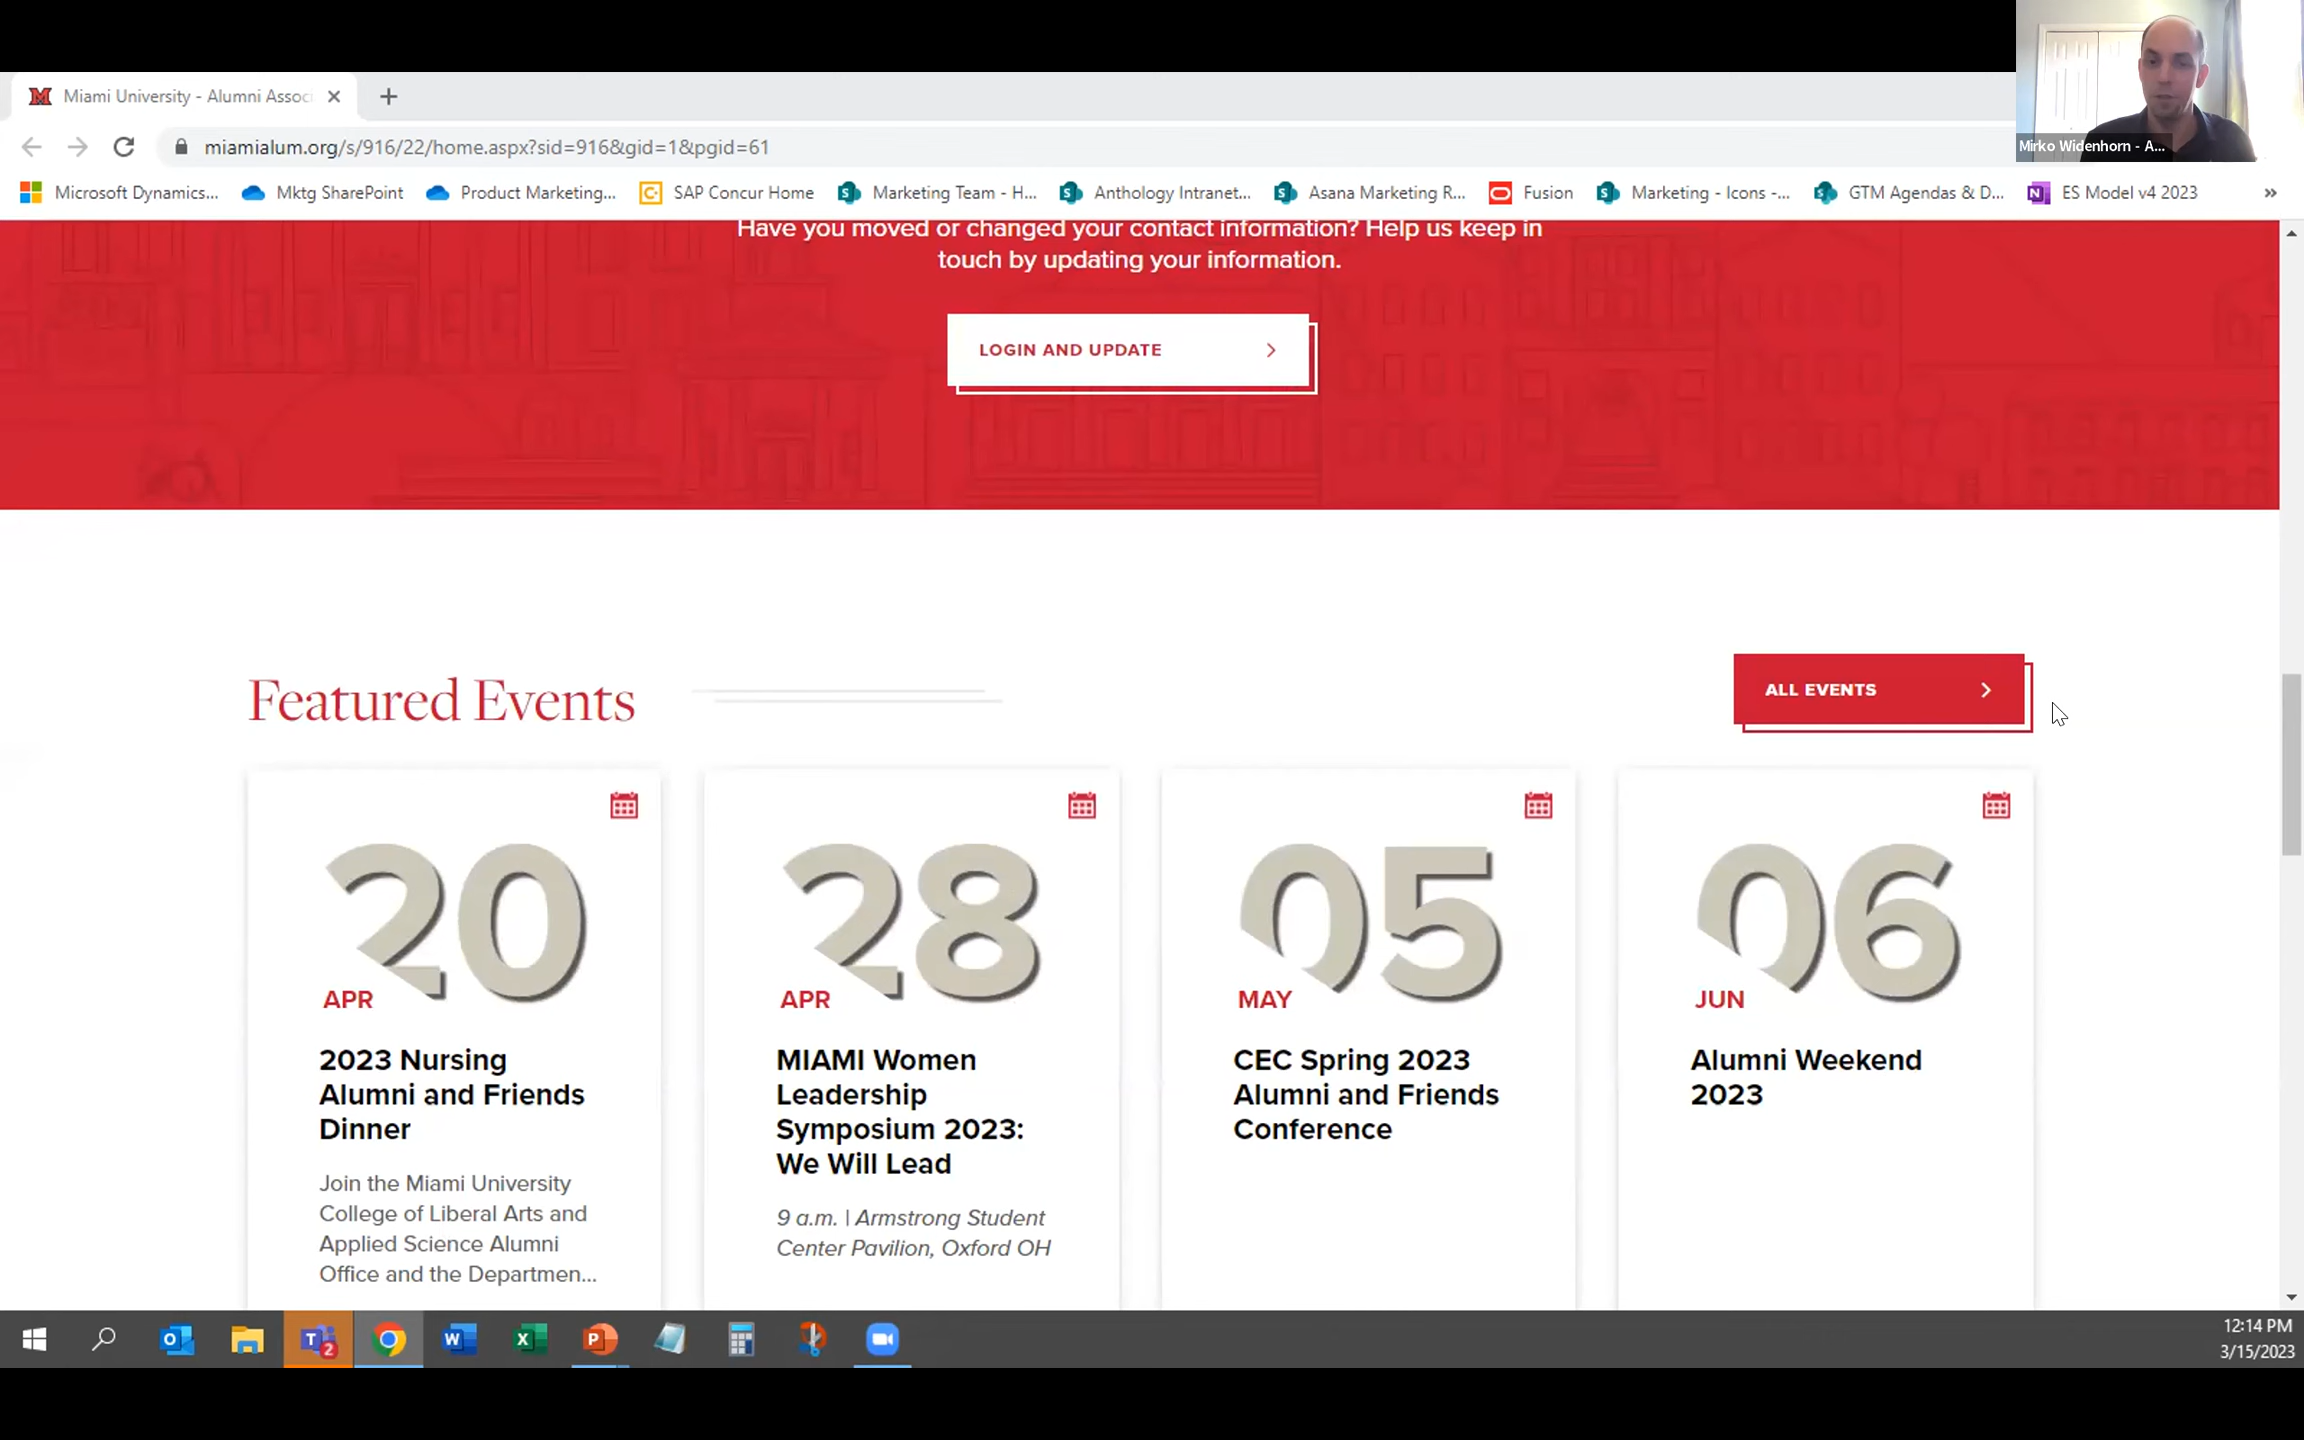 Miami University - Alumni Assoc
miamialum.org/s/916/22/home.aspx?sid=916&gid=1&pgid=61
Mirko Widenhorn - A...
Microsoft Dynamics... Mktg SharePoint Product Marketing... SAP Concur Home Marketing Team - H... Anthology Intranet... Asana Marketing R... Fusion Marketing - Icons -... GTM Agendas & D... ES Model v4 2023 »
Have you moved or changed your contact information? Help us keep in
touch by updating your information.
LOGIN AND UPDATE
Featured Events
ALL EVENTS
20
APR
2023 Nursing
Alumni and Friends
Dinner
Join the Miami University
College of Liberal Arts and
Applied Science Alumni
Office and the Departmen...
28
APR
MIAMI Women
Leadership
Symposium 2023:
We Will Lead
9 a.m. | Armstrong Student
Center Pavilion, Oxford OH
05
MAY
CEC Spring 2023
Alumni and Friends
Conference
06
JUN
Alumni Weekend
2023
12:14 PM
3/15/2023